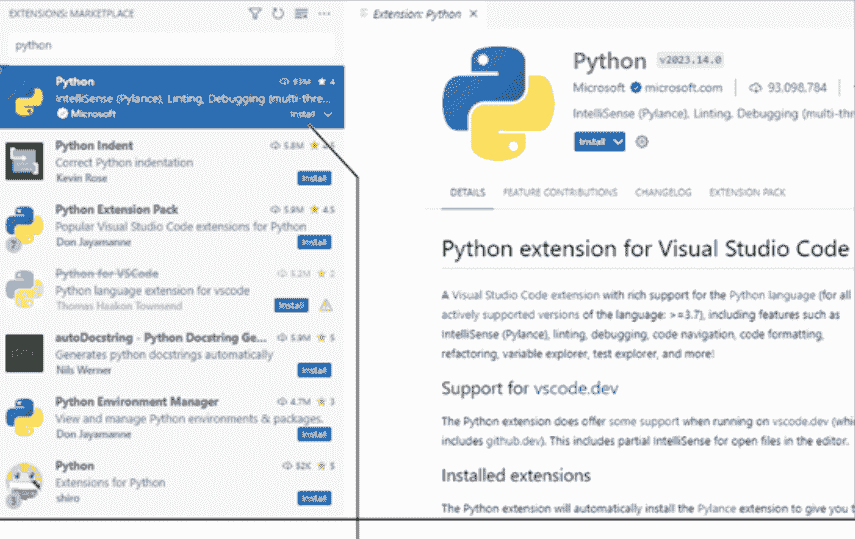 EXTENSIONS: MARKETPLACE
python
Python
93M 4
IntelliSense (Pylance), Linting, Debugging (multi-thre...
Microsoft
Install
Python Indent
5.8M 4.5
Correct Python indentation
Kevin Rose
Install
Python Extension Pack
5.9M 4.5
Popular Visual Studio Code extensions for Python
Don Jayamanne
Install
7
Python for VSCode
5.2M 2
Python language extension for vscode
Thomas Haakon Townsend
Install
autoDocstring - Python Docstring Ge...
5.9M 5
Generates python docstrings automatically
Nils Werner
Install
Python Environment Manager
4.7M 3
View and manage Python environments & packages.
Don Jayamanne
Install
Python
52K 5
Extensions for Python
shiro
Install
3
Extension: Python
Python v2023.14.0
Microsoft microsoft.com 93,098,784
IntelliSense (Pylance), Linting, Debugging (multi-thr
Install
DETAILS FEATURE CONTRIBUTIONS CHANGELOG EXTENSION PACK
Python extension for Visual Studio Code
A Visual Studio Code extension with rich support for the Python language (for all
actively supported versions of the language: >=3.7), including features such as
IntelliSense (Pylance), linting, debugging, code navigation, code formatting,
refactoring, variable explorer, test explorer, and more!
Support for vscode.dev
The Python extension does offer some support when running on vscode.dev (whi
includes github.dev). This includes partial IntelliSense for open files in the editor.
Installed extensions
The Python extension will automatically install the Pylance extension to give you t